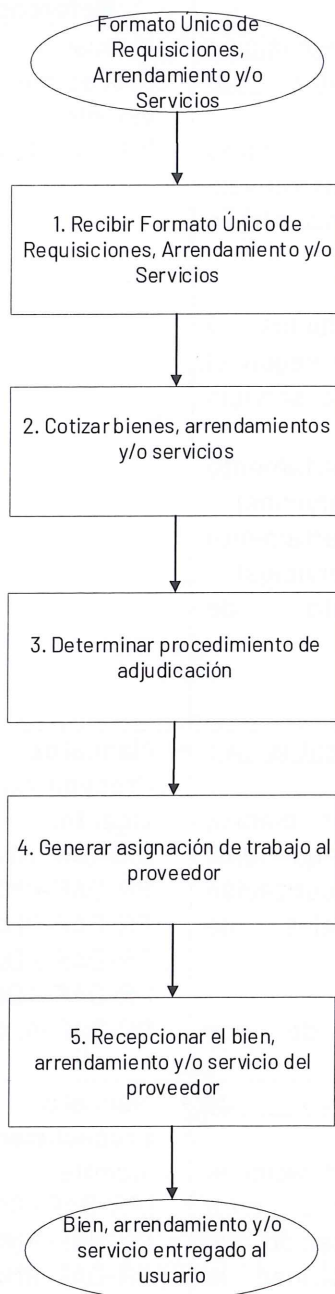 Formato Único de
Requisiciones,
Arrendamiento y/o
Servicios
1. Recibir Formato Único de
Requisiciones, Arrendamiento y/o
Servicios
2. Cotizar bienes, arrendamientos
y/o servicios
3. Determinar procedimiento de
adjudicación
4. Generar asignación de trabajo al
proveedor
5. Recepcionar el bien,
arrendamiento y/o servicio del
proveedor
Bien, arrendamiento y/o
servicio entregado al
usuario